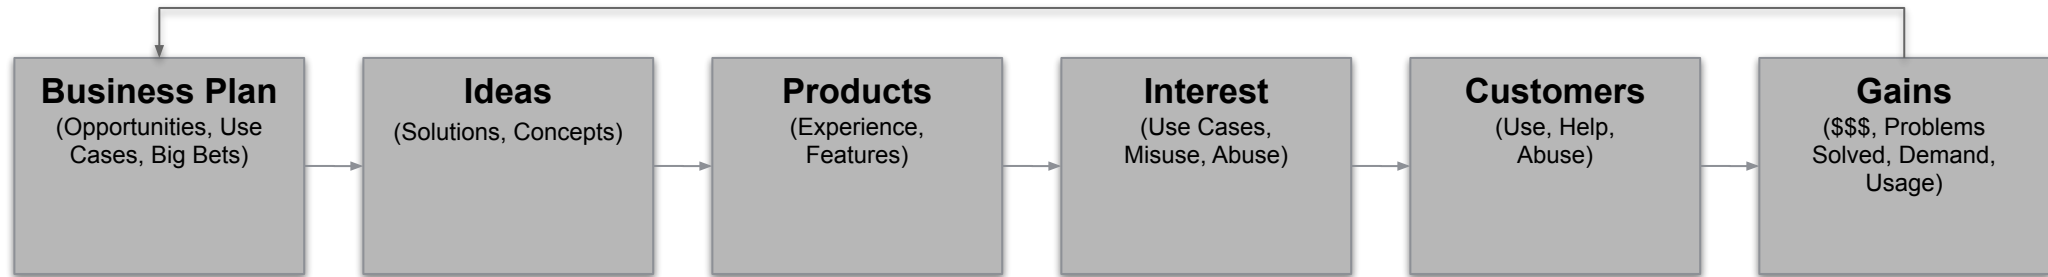 Business Plan
(Opportunities, Use
Cases, Big Bets)
Ideas
(Solutions, Concepts)
Products
(Experience,
Features)
Interest
(Use Cases,
Misuse, Abuse)
Customers
(Use, Help,
Abuse)
Gains
($$$, Problems
Solved, Demand,
Usage)